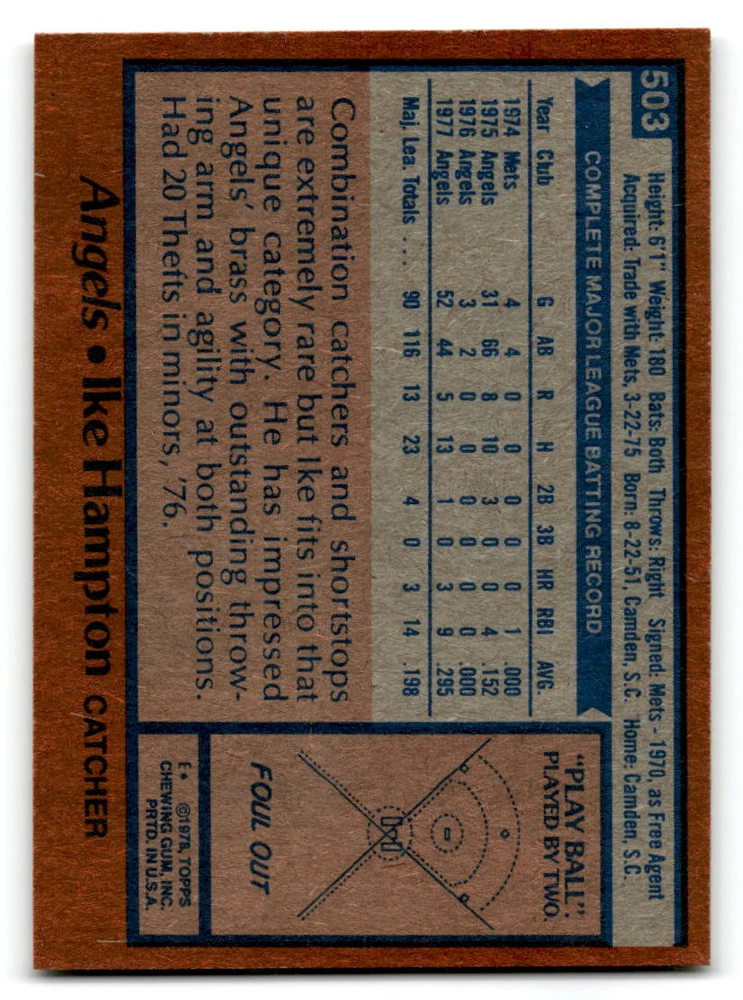 503
Height: 6'1" Weight: 180 Bats: Both Throws: Right Signed: Mets - 1970, as Free Agent
Acquired: Trade with Mets, 3-22-75 Born: 8-22-51, Camden, S.C. Home: Camden, S.C.
COMPLETE MAJOR LEAGUE BATTING RECORD
Year Club G AB R H 2B 3B HR RBI AVG.
1974 Mets 4 4 0 0 0 0 0 1 .000
1975 Angels 31 66 8 10 3 0 0 4 .152
1976 Angels 3 2 0 0 0 0 0 0 .000
1977 Angels 52 44 5 13 1 0 3 9 .295
Maj. Lea. Totals .... 90 116 13 23 4 0 3 14 .198
Combination catchers and shortstops
are extremely rare but Ike fits into that
unique category. He has impressed
Angels' brass with outstanding throw-
ing arm and agility at both positions.
Had 20 Thefts in minors, '76.
"PLAY BALL".
PLAYED BY TWO.
FOUL OUT
E* ©1978, TOPPS
CHEWING GUM, INC.
PRTD. IN U.S.A.
Angels • Ike Hampton CATCHER